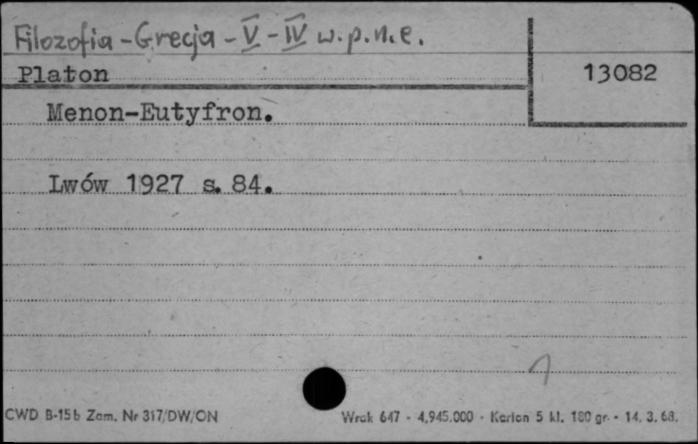 Filozofia - Grecja - V - IV w.p.n.e.
Platon
13082
Menon-Eutyfron.
Lwów 1927 s. 84.
1
CWD B-15b Zam. Nr 317/DW/ON
Wrak 647 - 4,945.000 - Karton 5 kl. 180 gr. - 14. 3. 68.